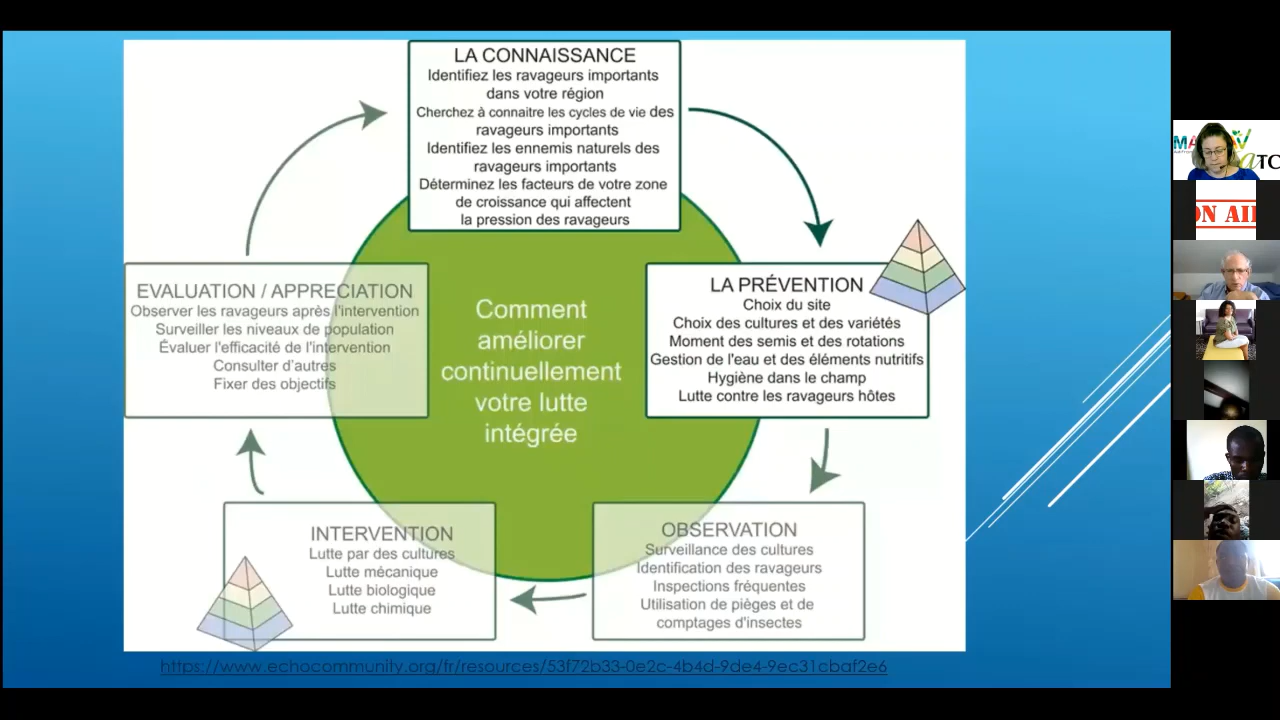 LA CONNAISSANCE
Identifiez les ravageurs importants
dans votre région
Cherchez à connaitre les cycles de vie des
ravageurs importants
Identifiez les ennemis naturels des
ravageurs importants
Déterminez les facteurs de votre zone
de croissance qui affectent
la pression des ravageurs
LA PRÉVENTION
Choix du site
Choix des cultures et des variétés
Moment des semis et des rotations
Gestion de l'eau et des éléments nutritifs
Hygiène dans le champ
Lutte contre les ravageurs hôtes
OBSERVATION
Surveillance des cultures
Identification des ravageurs
Inspections fréquentes
Utilisation de pièges et de
comptages d'insectes
INTERVENTION
Lutte par des cultures
Lutte mécanique
Lutte biologique
Lutte chimique
EVALUATION / APPRECIATION
Observer les ravageurs après l'intervention
Surveiller les niveaux de population
Évaluer l'efficacité de l'intervention
Consulter d'autres
Fixer des objectifs
Comment
améliorer
continuellement
votre lutte
intégrée
https://www.echocommunity.org/fr/resources/53f72b33-0e2c-4b4d-9de4-9ec31cbaf2e6
ON AI